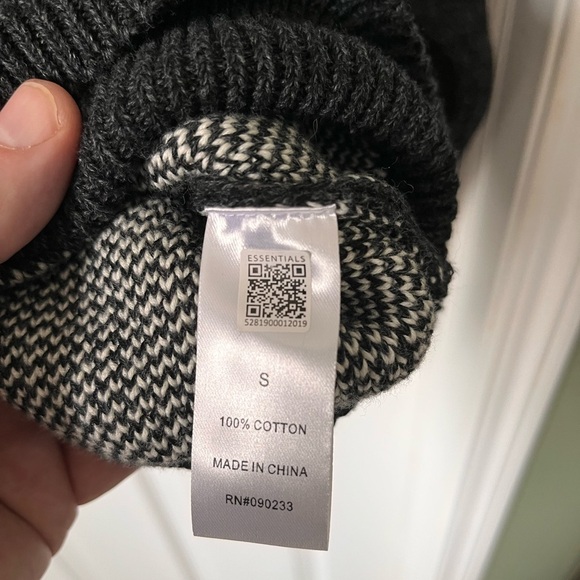 ESSENTIALS
5281900012019
S
100% COTTON
MADE IN CHINA
RN#090233